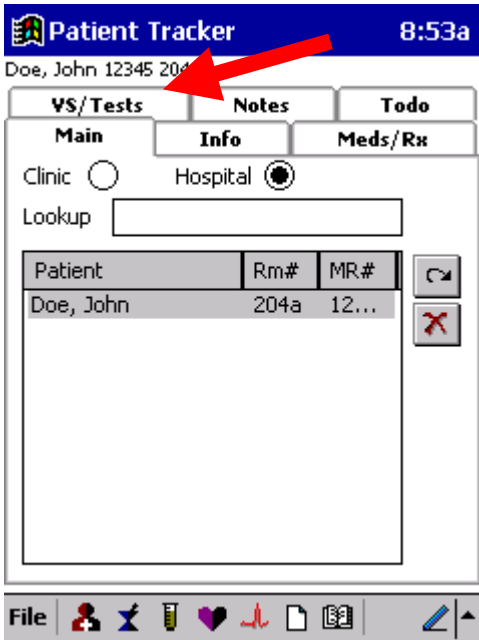 Patient Tracker 8:53a
Doe, John 12345 204
VS/Tests Notes Todo
Main Info Meds/Rx
Clinic Hospital
Lookup
Patient Rm# MR#
Doe, John 204a 12...
File